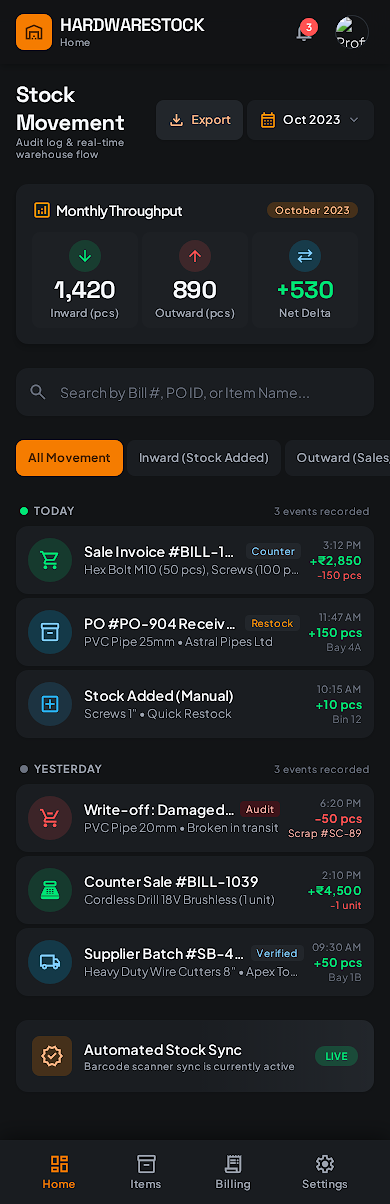 HARDWARESTOCK
Home
3
Prof
Stock
Movement
Audit log & real-time
warehouse flow
Export
Oct 2023
Monthly Throughput
October 2023
1,420
890
+530
Inward (pcs)
Outward (pcs)
Net Delta
Search by Bill #, PO ID, or Item Name...
All Movement
Inward (Stock Added)
Outward (Sales,
TODAY
3 events recorded
Sale Invoice #BILL-1...
Counter
3:12 PM
+₹2,850
Hex Bolt M10 (50 pcs), Screws (100 p...
-150 pcs
PO #PO-904 Receiv...
Restock
11:47 AM
+150 pcs
PVC Pipe 25mm • Astral Pipes Ltd
Bay 4A
Stock Added (Manual)
10:15 AM
+10 pcs
Screws 1" • Quick Restock
Bin 12
YESTERDAY
3 events recorded
Write-off: Damaged...
Audit
6:20 PM
-50 pcs
PVC Pipe 20mm • Broken in transit
Scrap #SC-89
Counter Sale #BILL-1039
2:10 PM
+₹4,500
Cordless Drill 18V Brushless (1 unit)
-1 unit
Supplier Batch #SB-4...
Verified
09:30 AM
+50 pcs
Heavy Duty Wire Cutters 8" • Apex To...
Bay 1B
Automated Stock Sync
Barcode scanner sync is currently active
LIVE
Home
Items
Billing
Settings